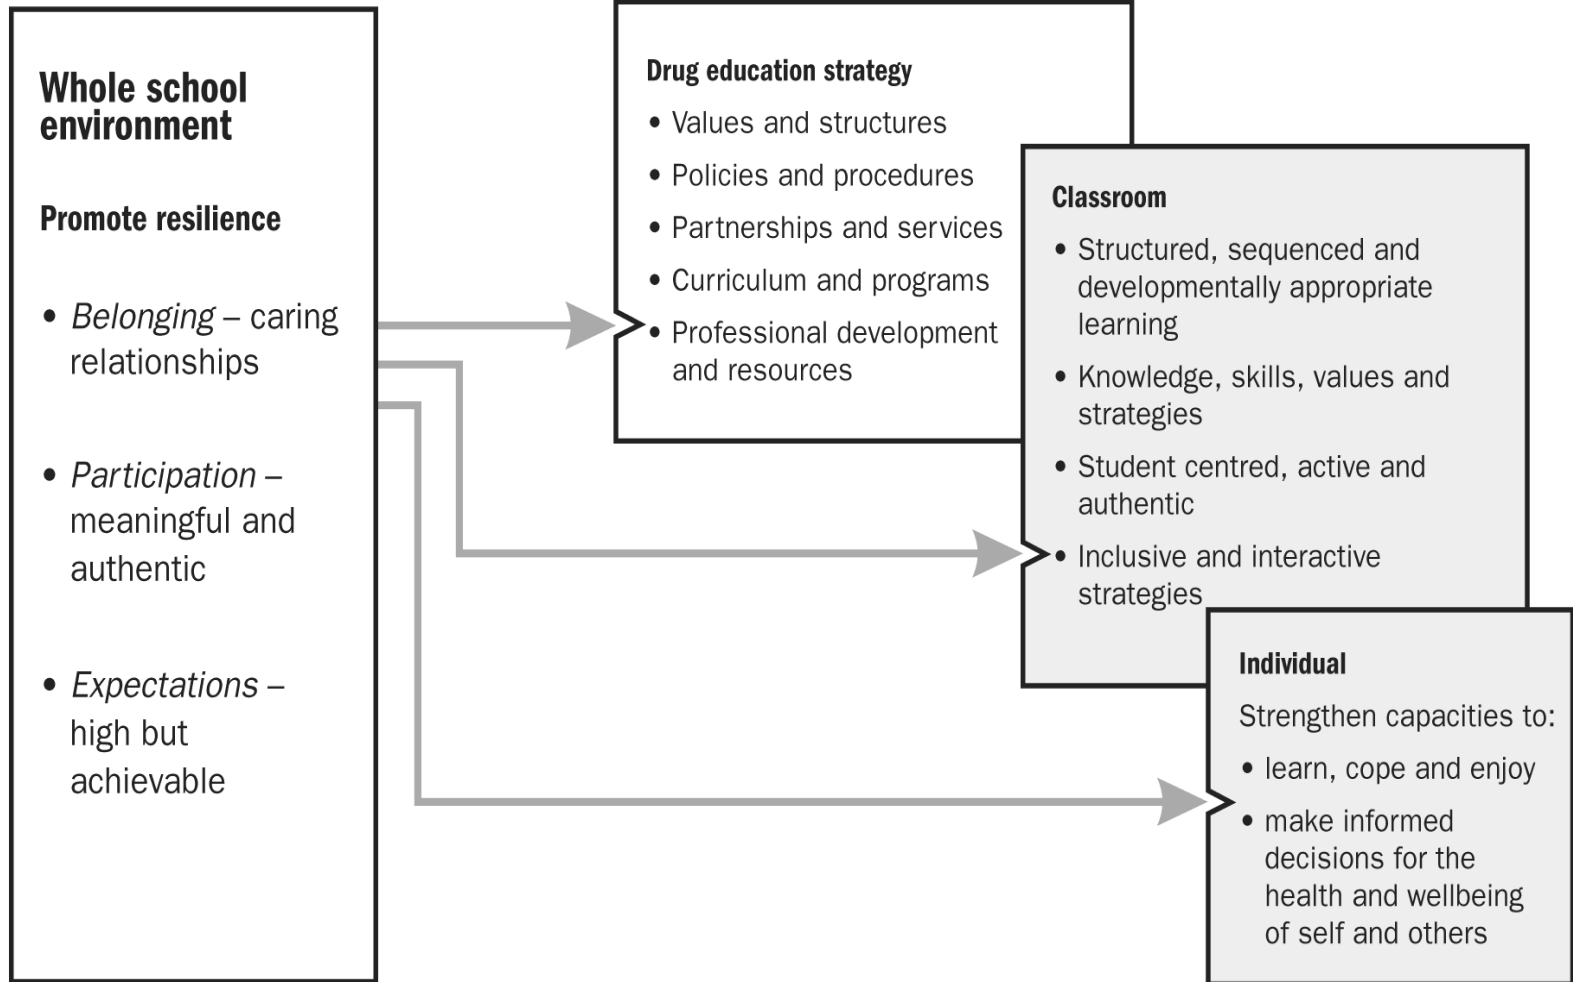 Whole school
environment
Promote resilience
• Belonging – caring
relationships
• Participation –
meaningful and
authentic
• Expectations –
high but
achievable
Drug education strategy
• Values and structures
• Policies and procedures
• Partnerships and services
• Curriculum and programs
• Professional development
and resources
Classroom
• Structured, sequenced and
developmentally appropriate
learning
• Knowledge, skills, values and
strategies
• Student centred, active and
authentic
• Inclusive and interactive
strategies
Individual
Strengthen capacities to:
• learn, cope and enjoy
• make informed
decisions for the
health and wellbeing
of self and others